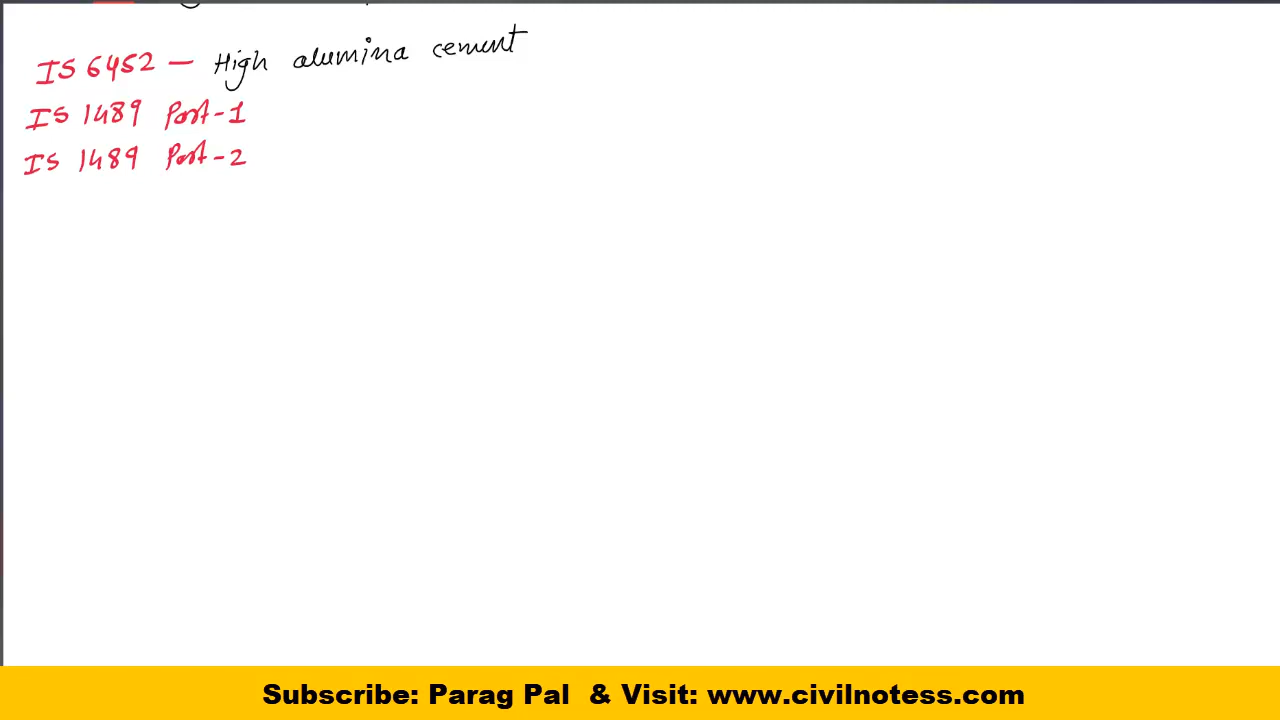 IS 6452 — High alumina cement
IS 1489 Part-1
IS 1489 Part-2
Subscribe: Parag Pal & Visit: www.civilnotess.com